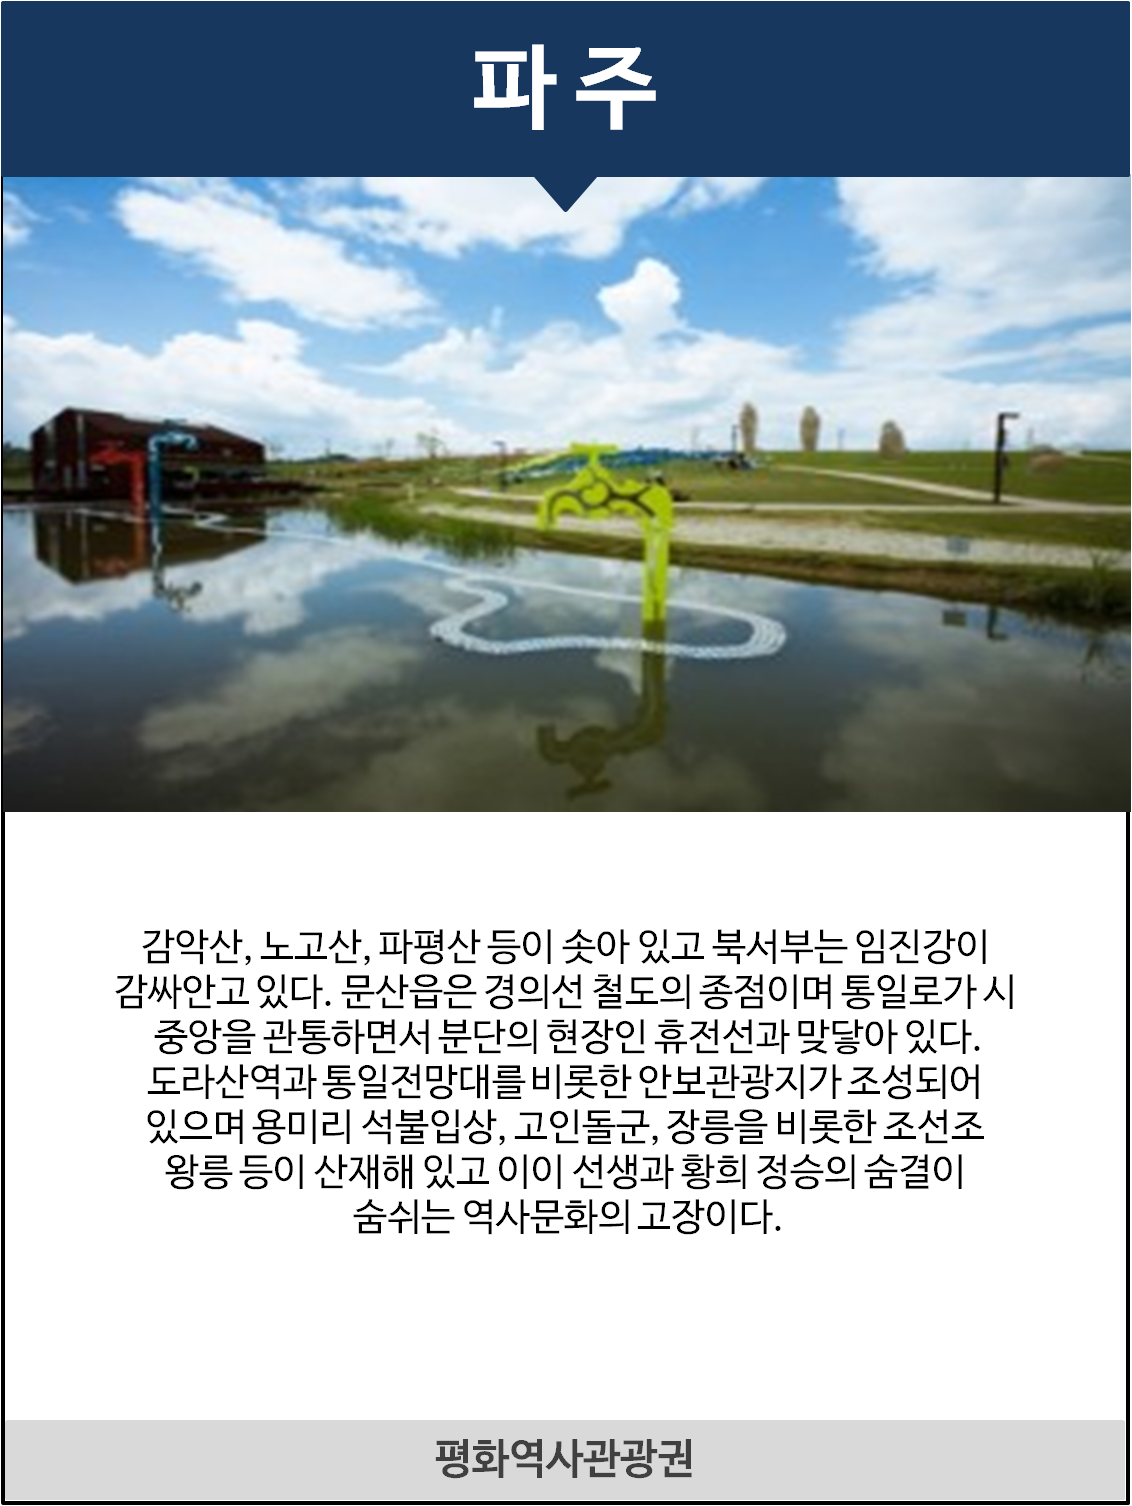 파주
감악산, 노고산, 파평산 등이 솟아 있고 북서부는 임진강이
감싸안고 있다. 문산읍은 경의선 철도의 종점이며 통일로가 시
중앙을 관통하면서 분단의 현장인 휴전선과 맞닿아 있다.
도라산역과 통일전망대를 비롯한 안보관광지가 조성되어
있으며 용미리 석불입상, 고인돌군, 장릉을 비롯한 조선조
왕릉 등이 산재해 있고 이이 선생과 황희 정승의 숨결이
숨쉬는 역사문화의 고장이다.
평화역사관광권